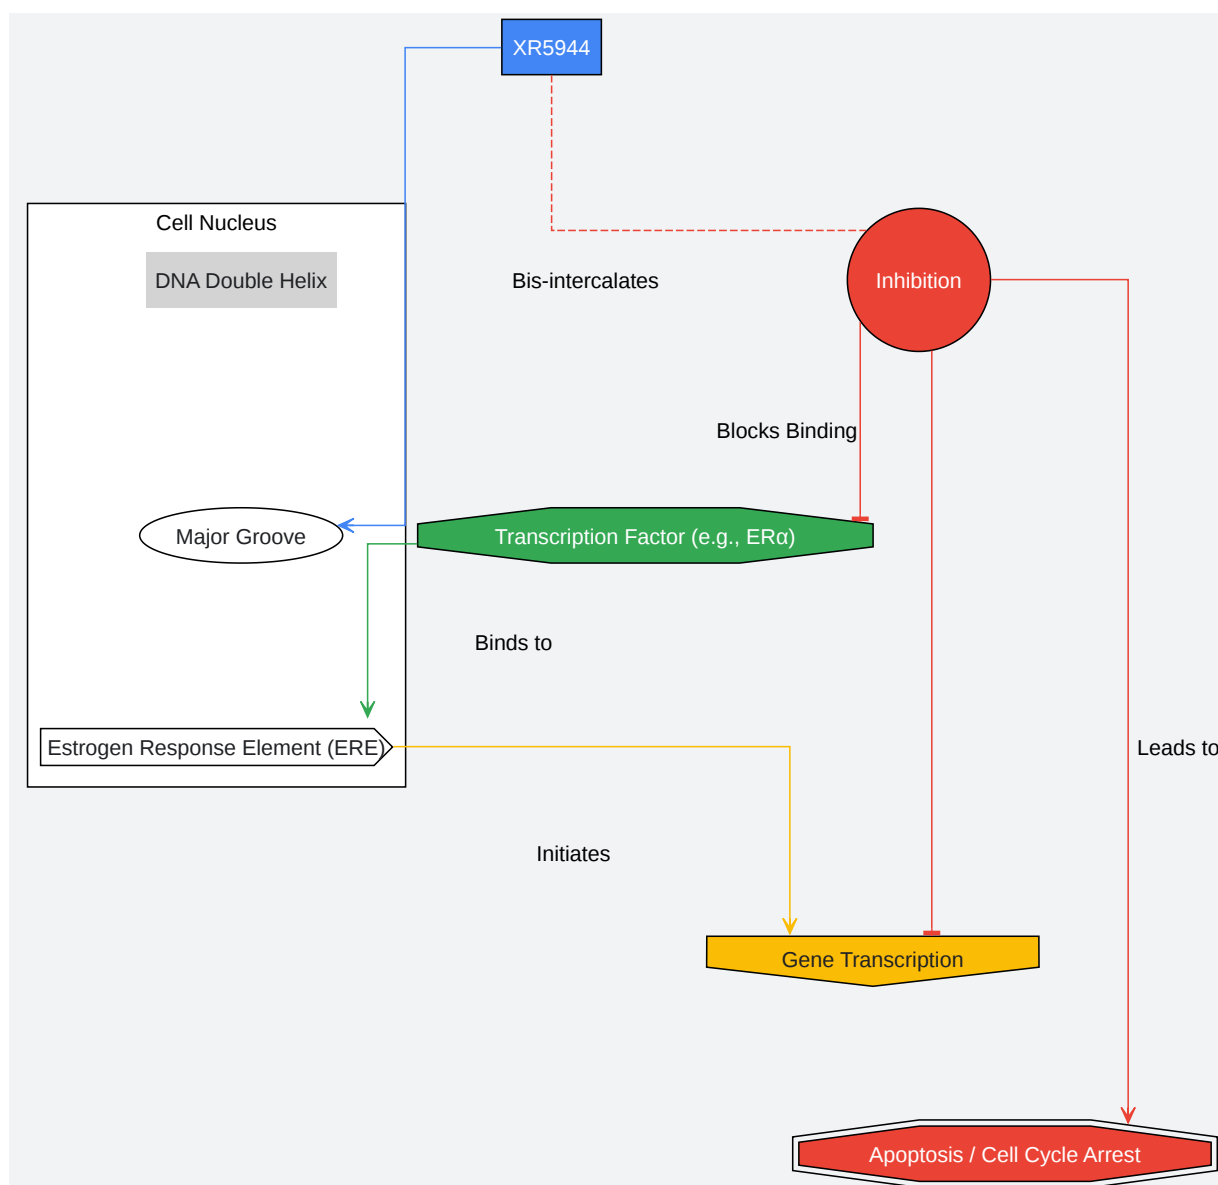 XR5944
Cell Nucleus
DNA Double Helix
Bis-intercalates
Inhibition
Blocks Binding
Major Groove
Transcription Factor (e.g., ERα)
Binds to
Estrogen Response Element (ERE)
Leads to
Initiates
Gene Transcription
Apoptosis / Cell Cycle Arrest